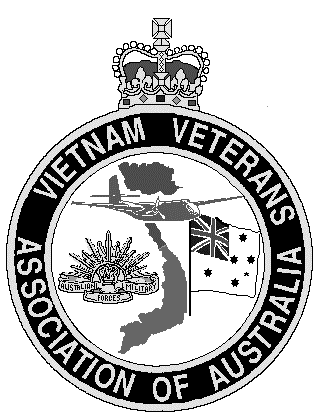 VIETNAM VETERANS
ASSOCIATION OF AUSTRALIA
AUSTRALIAN MILITARY
FORCES